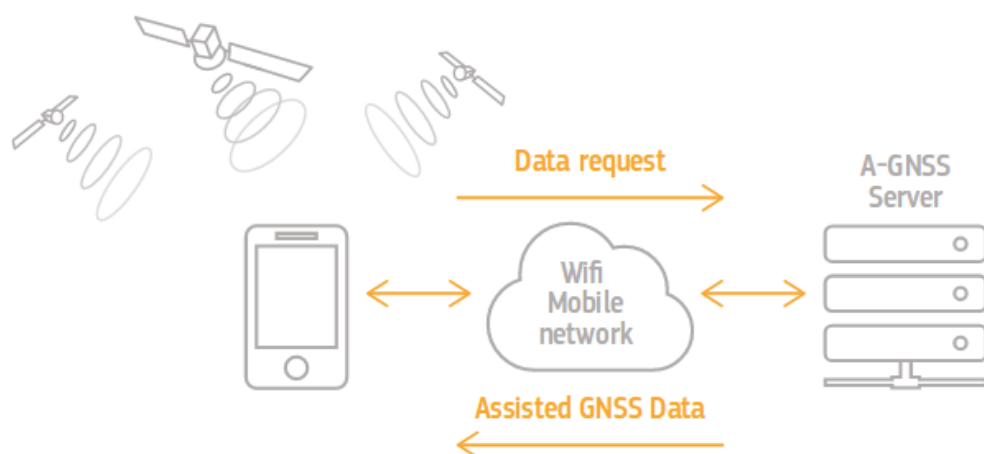 Data request
A-GNSS
Server
Wifi
Mobile
network
Assisted GNSS Data